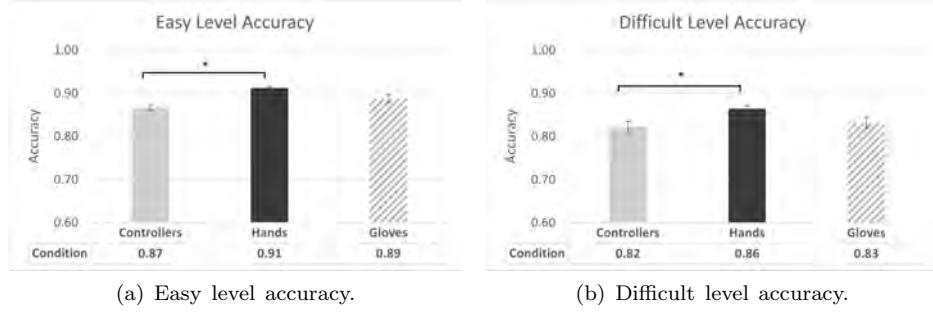 Easy Level Accuracy
1.00
*
0.90
Accuracy
0.80
0.70
0.60
Controllers Hands Gloves
Condition 0.87 0.91 0.89
(a) Easy level accuracy.
Difficult Level Accuracy
1.00
*
0.90
Accuracy
0.80
0.70
0.60
Controllers Hands Gloves
Condition 0.82 0.86 0.83
(b) Difficult level accuracy.